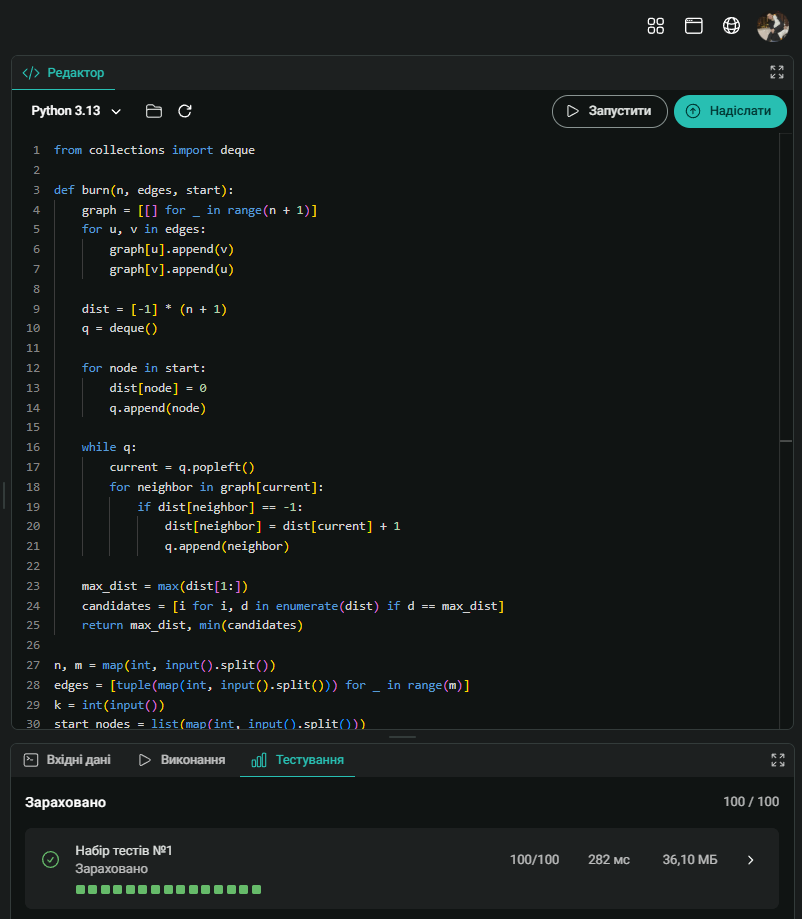 </> Редактор
Python 3.13
Запустити
Надіслати
1 from collections import deque
2
3 def burn(n, edges, start):
4     graph = [[] for _ in range(n + 1)]
5     for u, v in edges:
6         graph[u].append(v)
7         graph[v].append(u)
8
9     dist = [-1] * (n + 1)
10     q = deque()
11
12     for node in start:
13         dist[node] = 0
14         q.append(node)
15
16     while q:
17         current = q.popleft()
18         for neighbor in graph[current]:
19             if dist[neighbor] == -1:
20                 dist[neighbor] = dist[current] + 1
21                 q.append(neighbor)
22
23     max_dist = max(dist[1:])
24     candidates = [i for i, d in enumerate(dist) if d == max_dist]
25     return max_dist, min(candidates)
26
27 n, m = map(int, input().split())
28 edges = [tuple(map(int, input().split())) for _ in range(m)]
29 k = int(input())
30 start_nodes = list(map(int, input().split()))
Вхідні дані
Виконання
Тестування
Зараховано
100 / 100
Набір тестів №1
Зараховано
100/100
282 мс
36,10 МБ